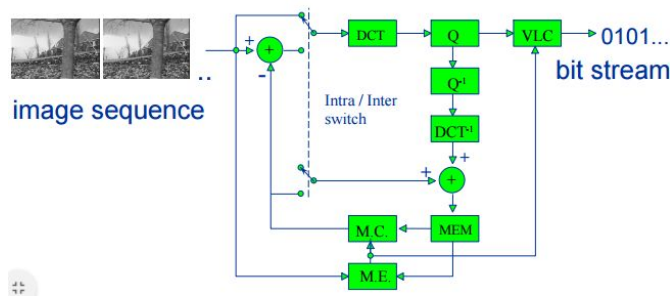 DCT
Q
VLC
0101...
+
+
-
..
image sequence
bit stream
Q-1
Intra / Inter
switch
DCT-1
+
+
+
M.C.
MEM
M.E.